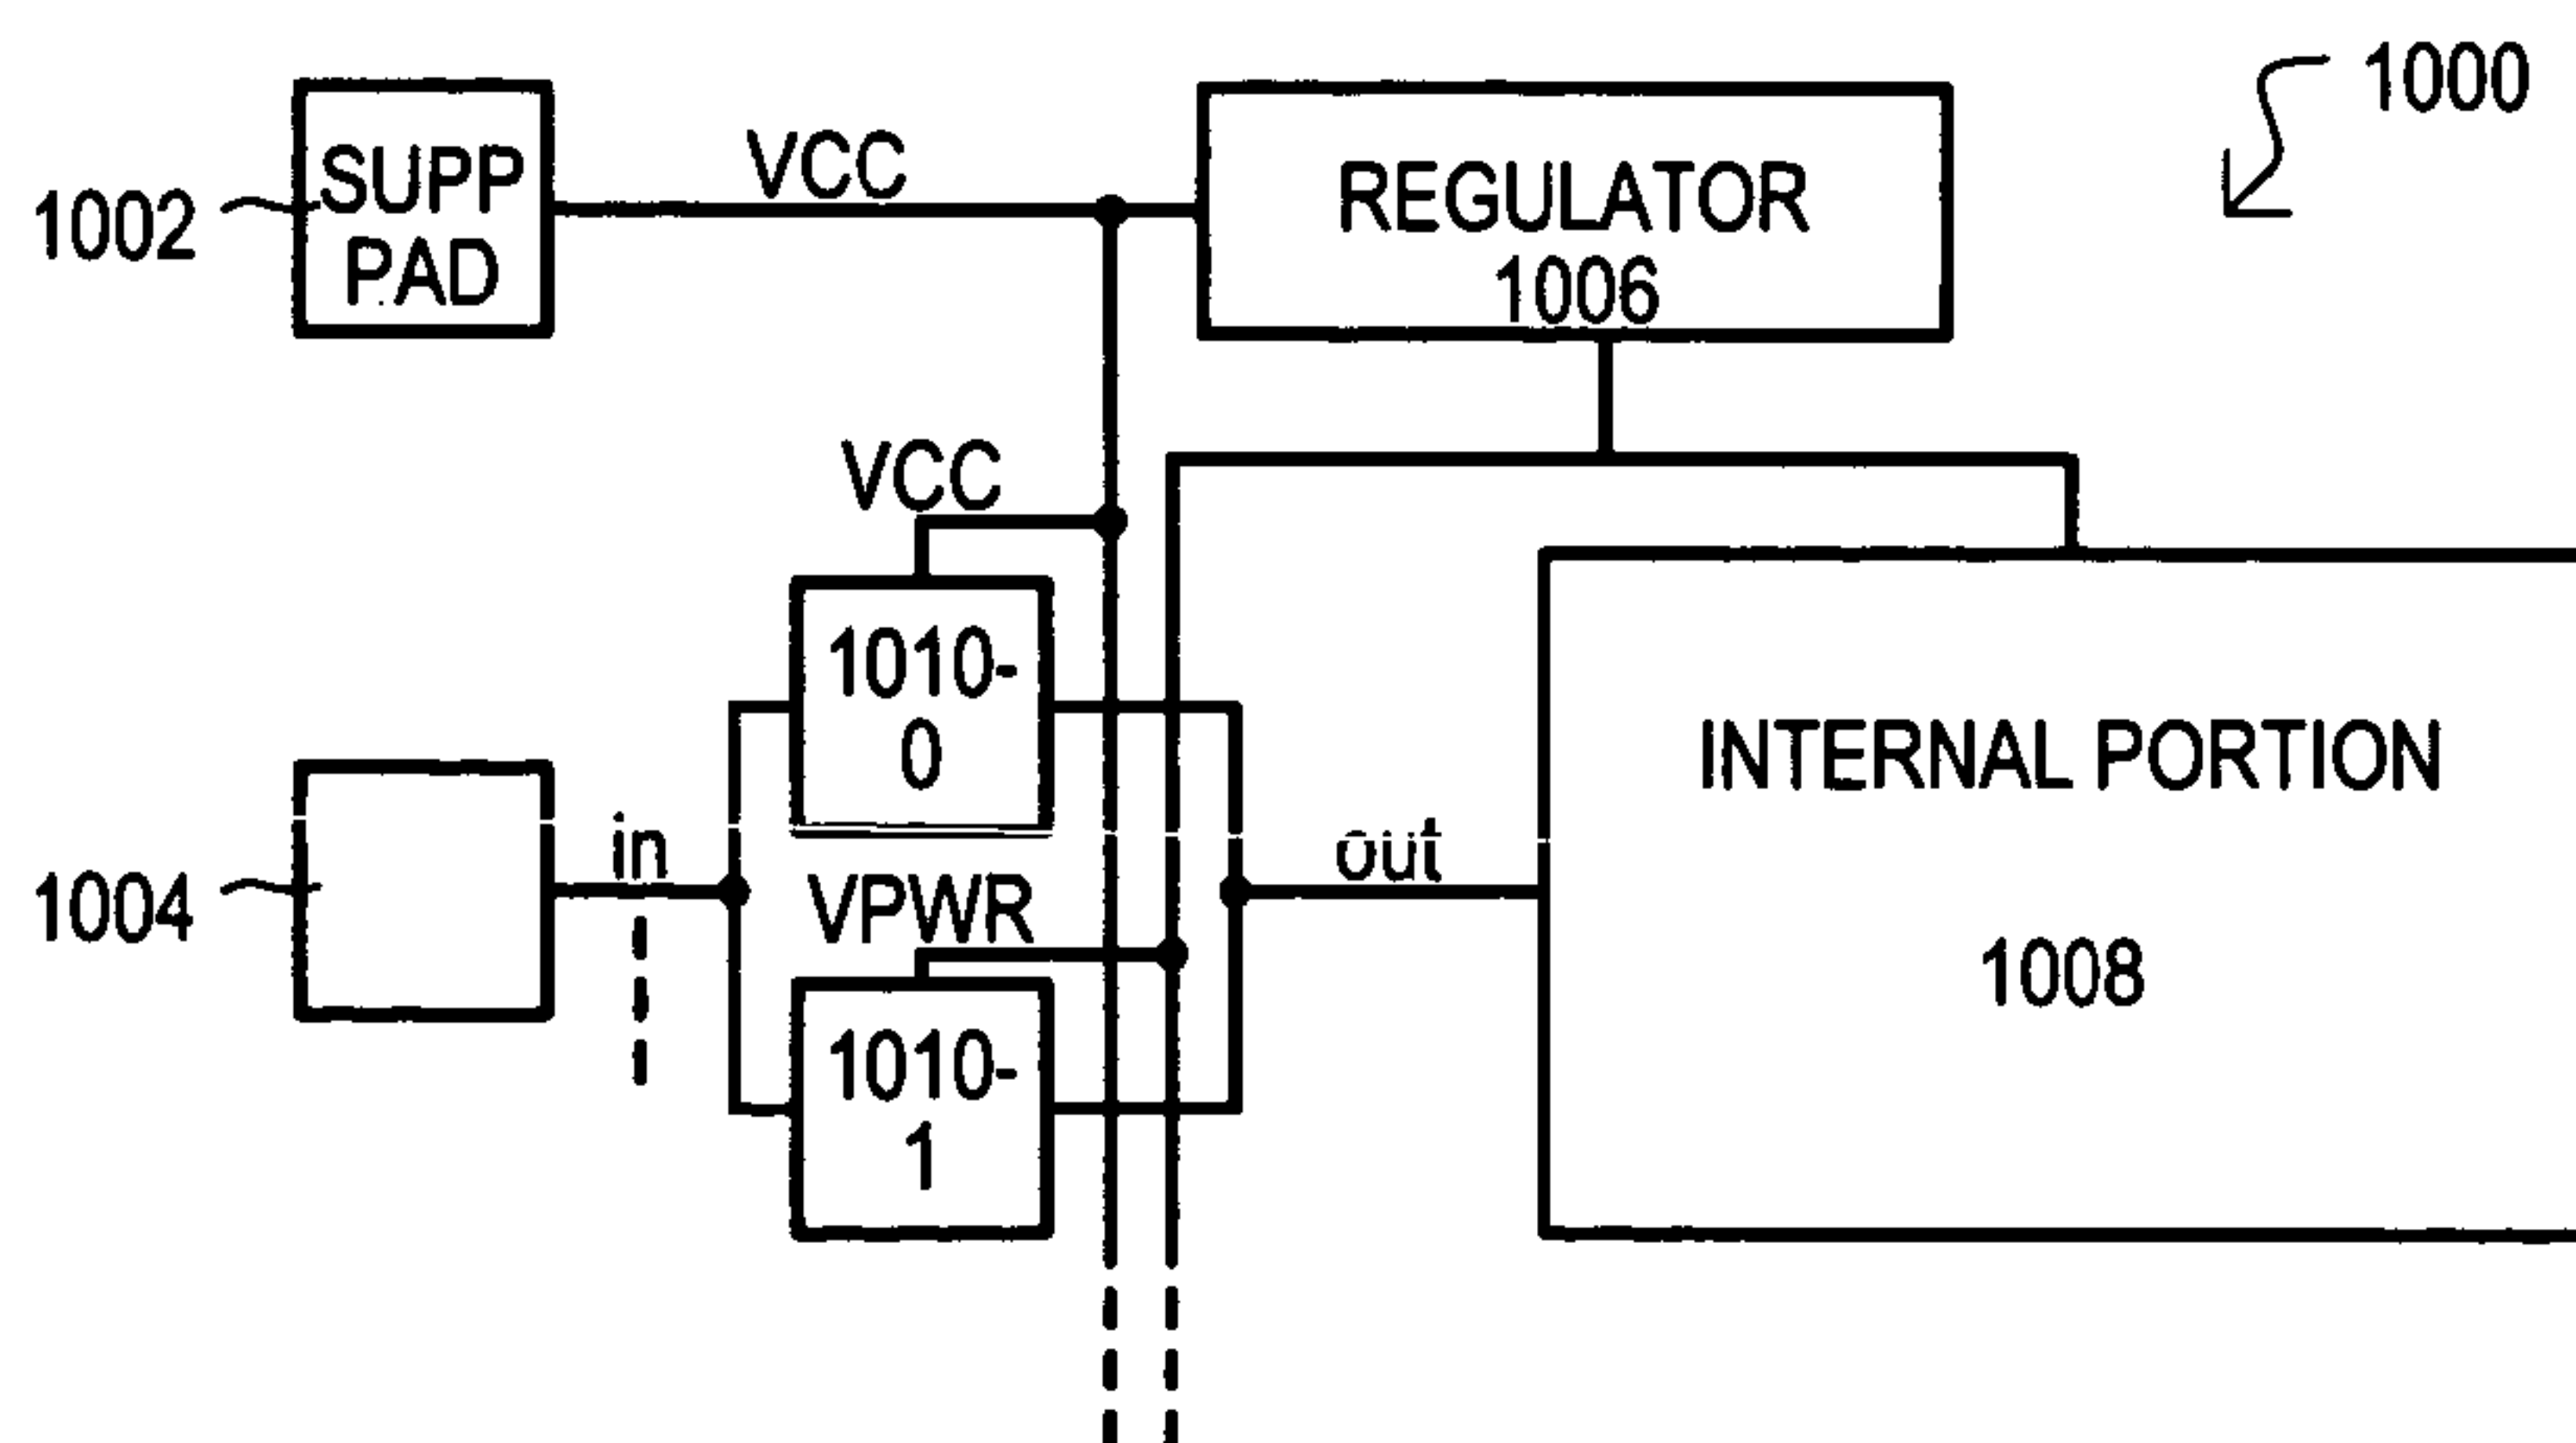 1000
SUPP
PAD
1002
VCC
REGULATOR
1006
VCC
1010-
0
1004
in
VPWR
out
INTERNAL PORTION
1008
1010-
1